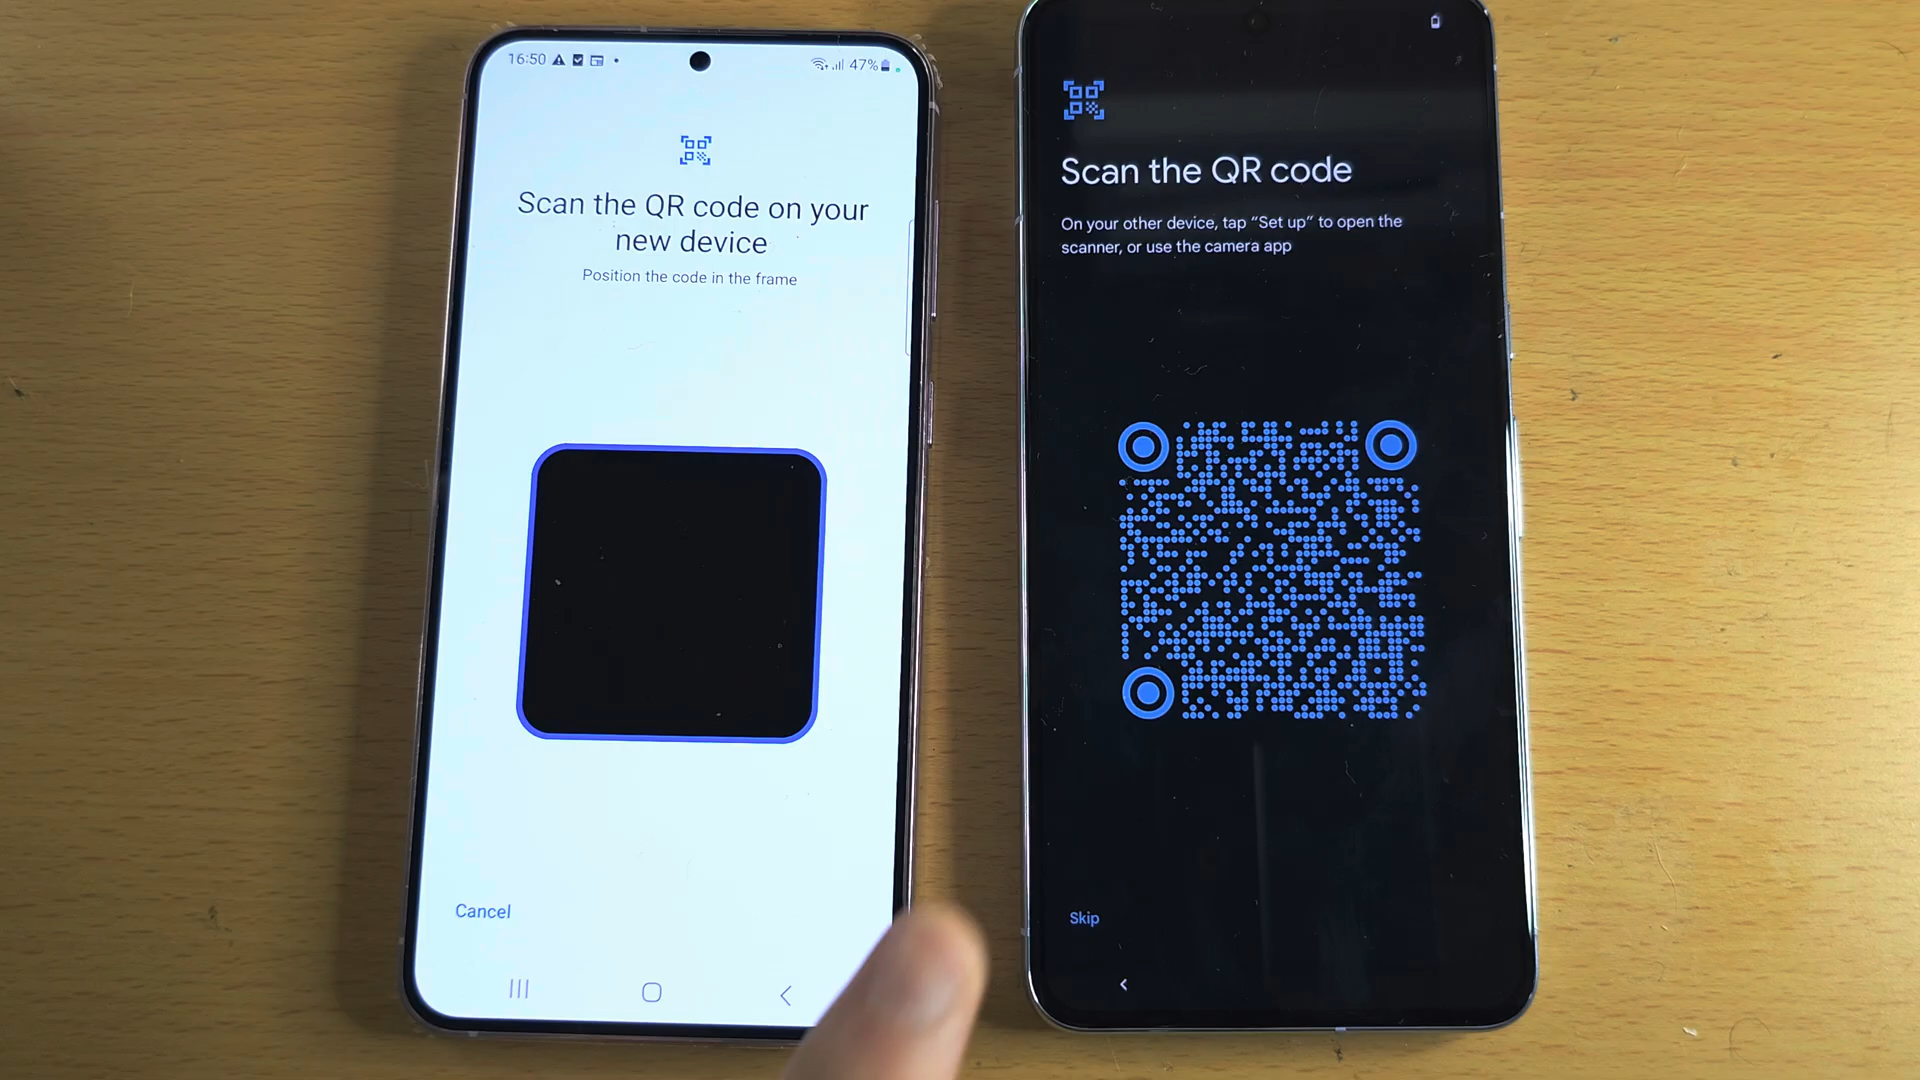 16:50
47%
Scan the QR code on your
new device
Position the code in the frame
Cancel
Scan the QR code
On your other device, tap “Set up” to open the
scanner, or use the camera app
Skip